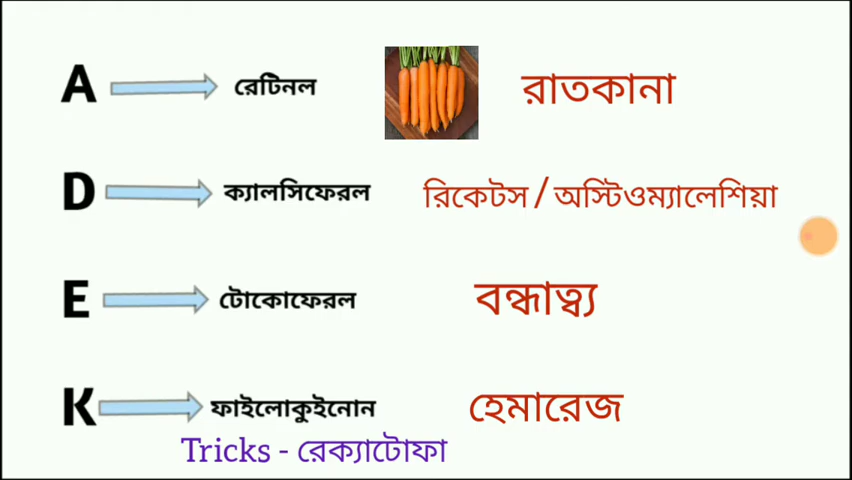 A রেটিনল রাতকানা
D ক্যালসিফেরল রিকেটস / অস্টিওম্যালেশিয়া
E টোকোফেরল বন্ধাত্ব্য
K ফাইলোকুইনোন হেমারেজ
Tricks - রেক্যাটোফা